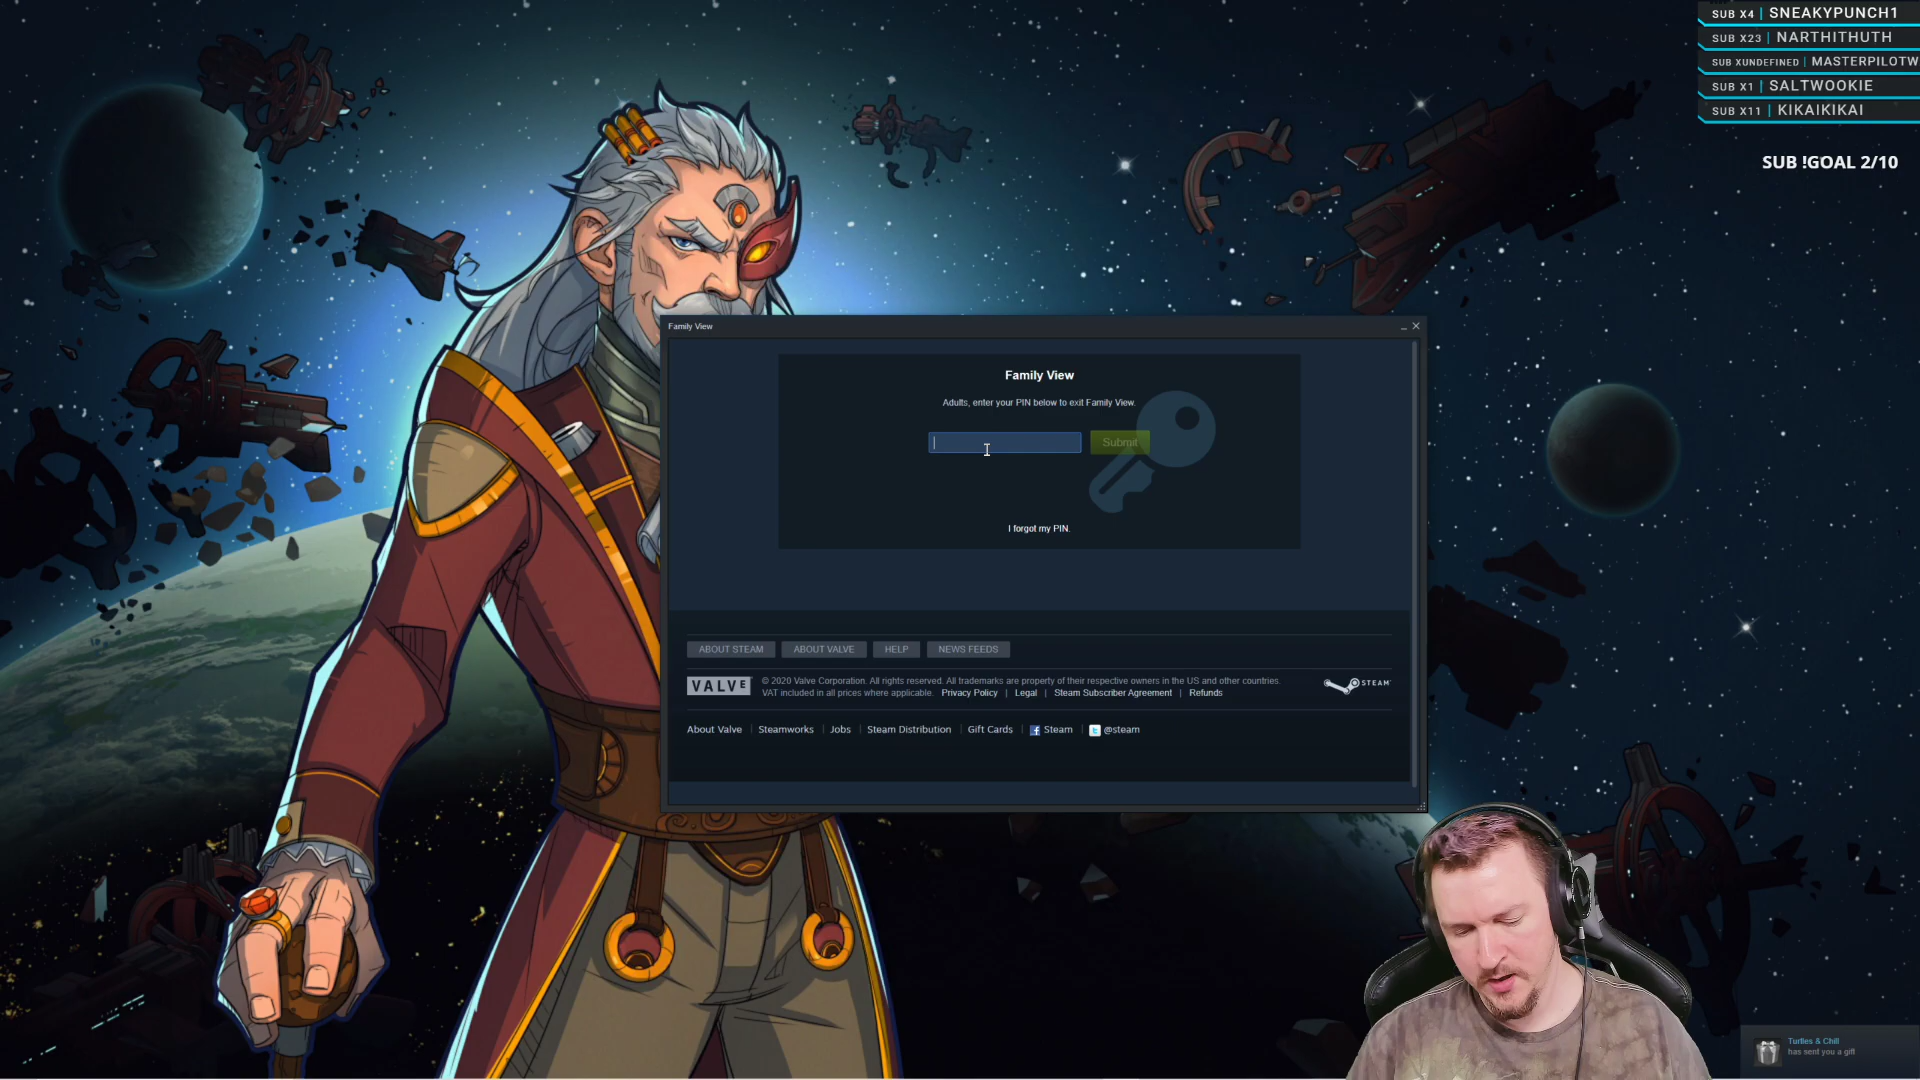 SUB X4 | SNEAKYPUNCH1
SUB X23 | NARTHITHUTH
SUB XUNDEFINED | MASTERPILOTW
SUB X1 | SALTWOOKIE
SUB X11 | KIKAIKIKAI
SUB !GOAL 2/10
Family View
Family View
Adults, enter your PIN below to exit Family View.
Submit
I forgot my PIN.
ABOUT STEAM ABOUT VALVE HELP NEWS FEEDS
VALVE © 2020 Valve Corporation. All rights reserved. All trademarks are property of their respective owners in the US and other countries. STEAM
VAT included in all prices where applicable. Privacy Policy | Legal | Steam Subscriber Agreement | Refunds
About Valve | Steamworks | Jobs | Steam Distribution | Gift Cards | Steam | @steam
Turtles & Chill
has sent you a gift